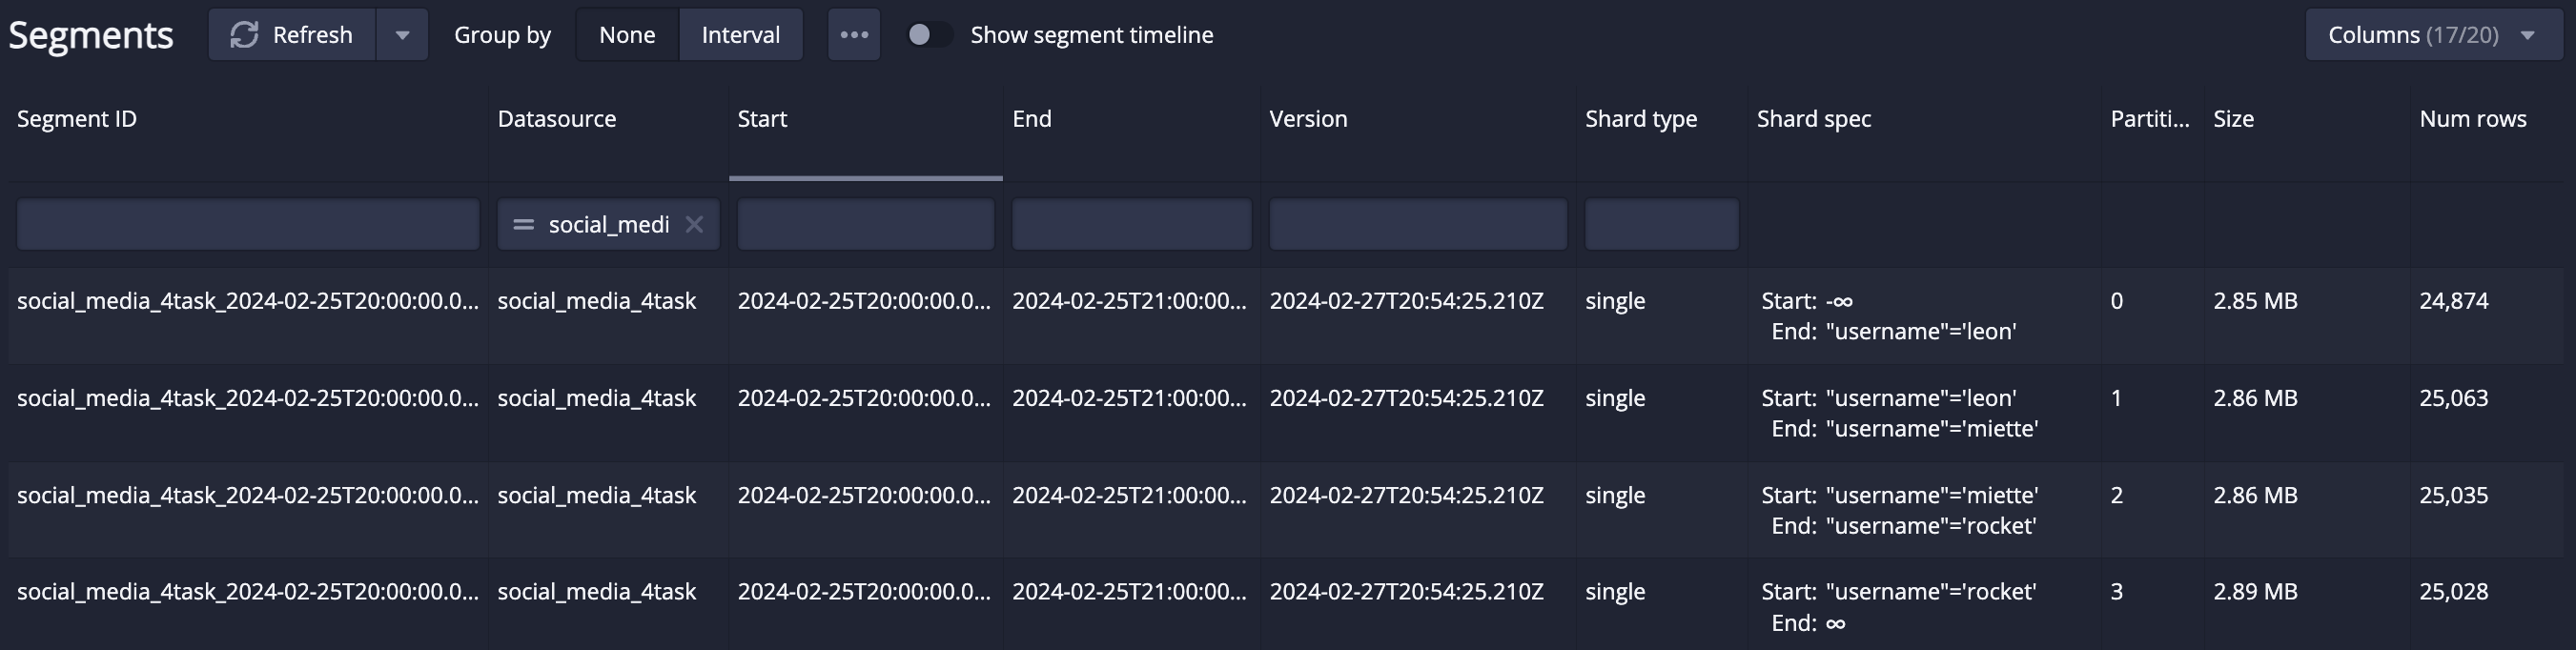 Segments Refresh Group by None Interval ••• Show segment timeline Columns (17/20)
Segment ID Datasource Start End Version Shard type Shard spec Partiti... Size Num rows
= social_medi
social_media_4task_2024-02-25T20:00:00.0... social_media_4task 2024-02-25T20:00:00.0... 2024-02-25T21:00:00... 2024-02-27T20:54:25.210Z single Start: -∞ 0 2.85 MB 24,874
End: "username"='leon'
social_media_4task_2024-02-25T20:00:00.0... social_media_4task 2024-02-25T20:00:00.0... 2024-02-25T21:00:00... 2024-02-27T20:54:25.210Z single Start: "username"='leon' 1 2.86 MB 25,063
End: "username"='miette'
social_media_4task_2024-02-25T20:00:00.0... social_media_4task 2024-02-25T20:00:00.0... 2024-02-25T21:00:00... 2024-02-27T20:54:25.210Z single Start: "username"='miette' 2 2.86 MB 25,035
End: "username"='rocket'
social_media_4task_2024-02-25T20:00:00.0... social_media_4task 2024-02-25T20:00:00.0... 2024-02-25T21:00:00... 2024-02-27T20:54:25.210Z single Start: "username"='rocket' 3 2.89 MB 25,028
End: ∞